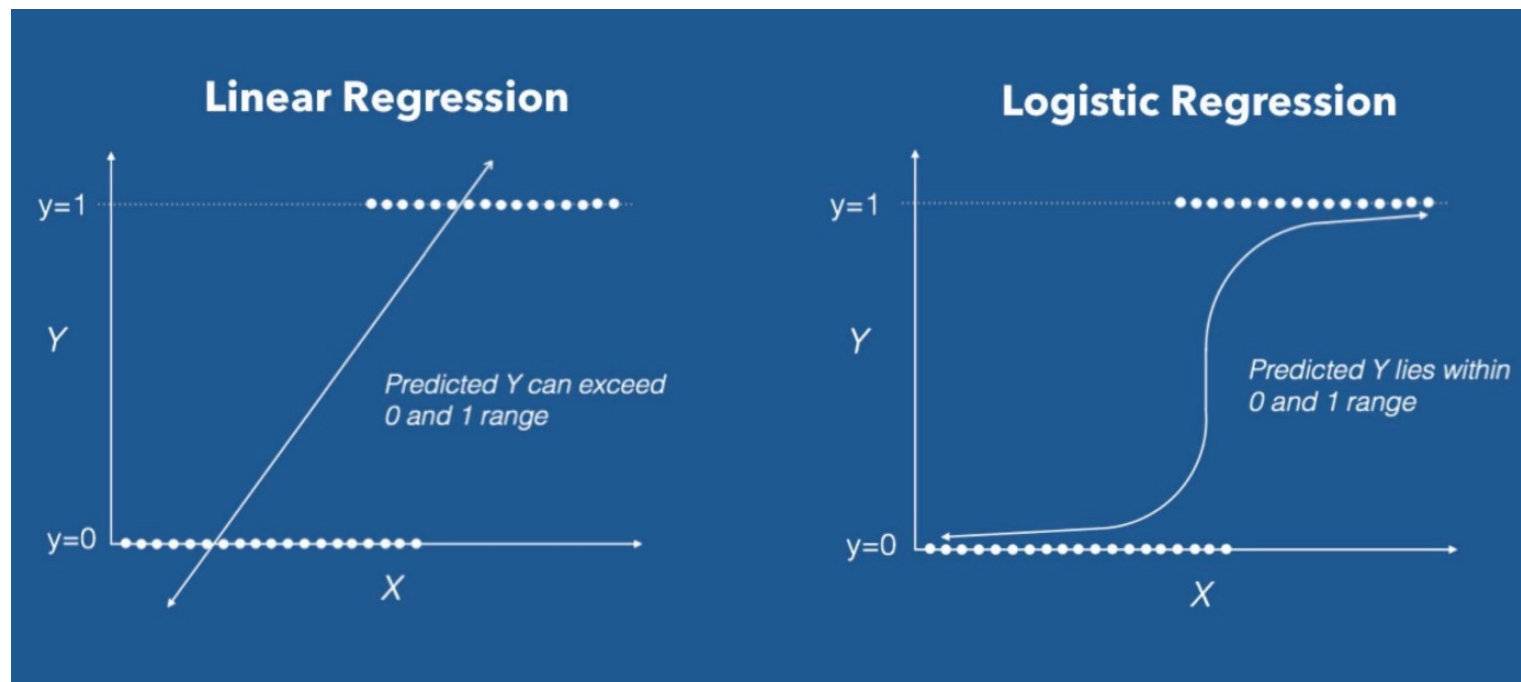 Linear Regression
y=1
Y
Predicted Y can exceed
0 and 1 range
y=0
X
Logistic Regression
y=1
Y
Predicted Y lies within
0 and 1 range
y=0
X